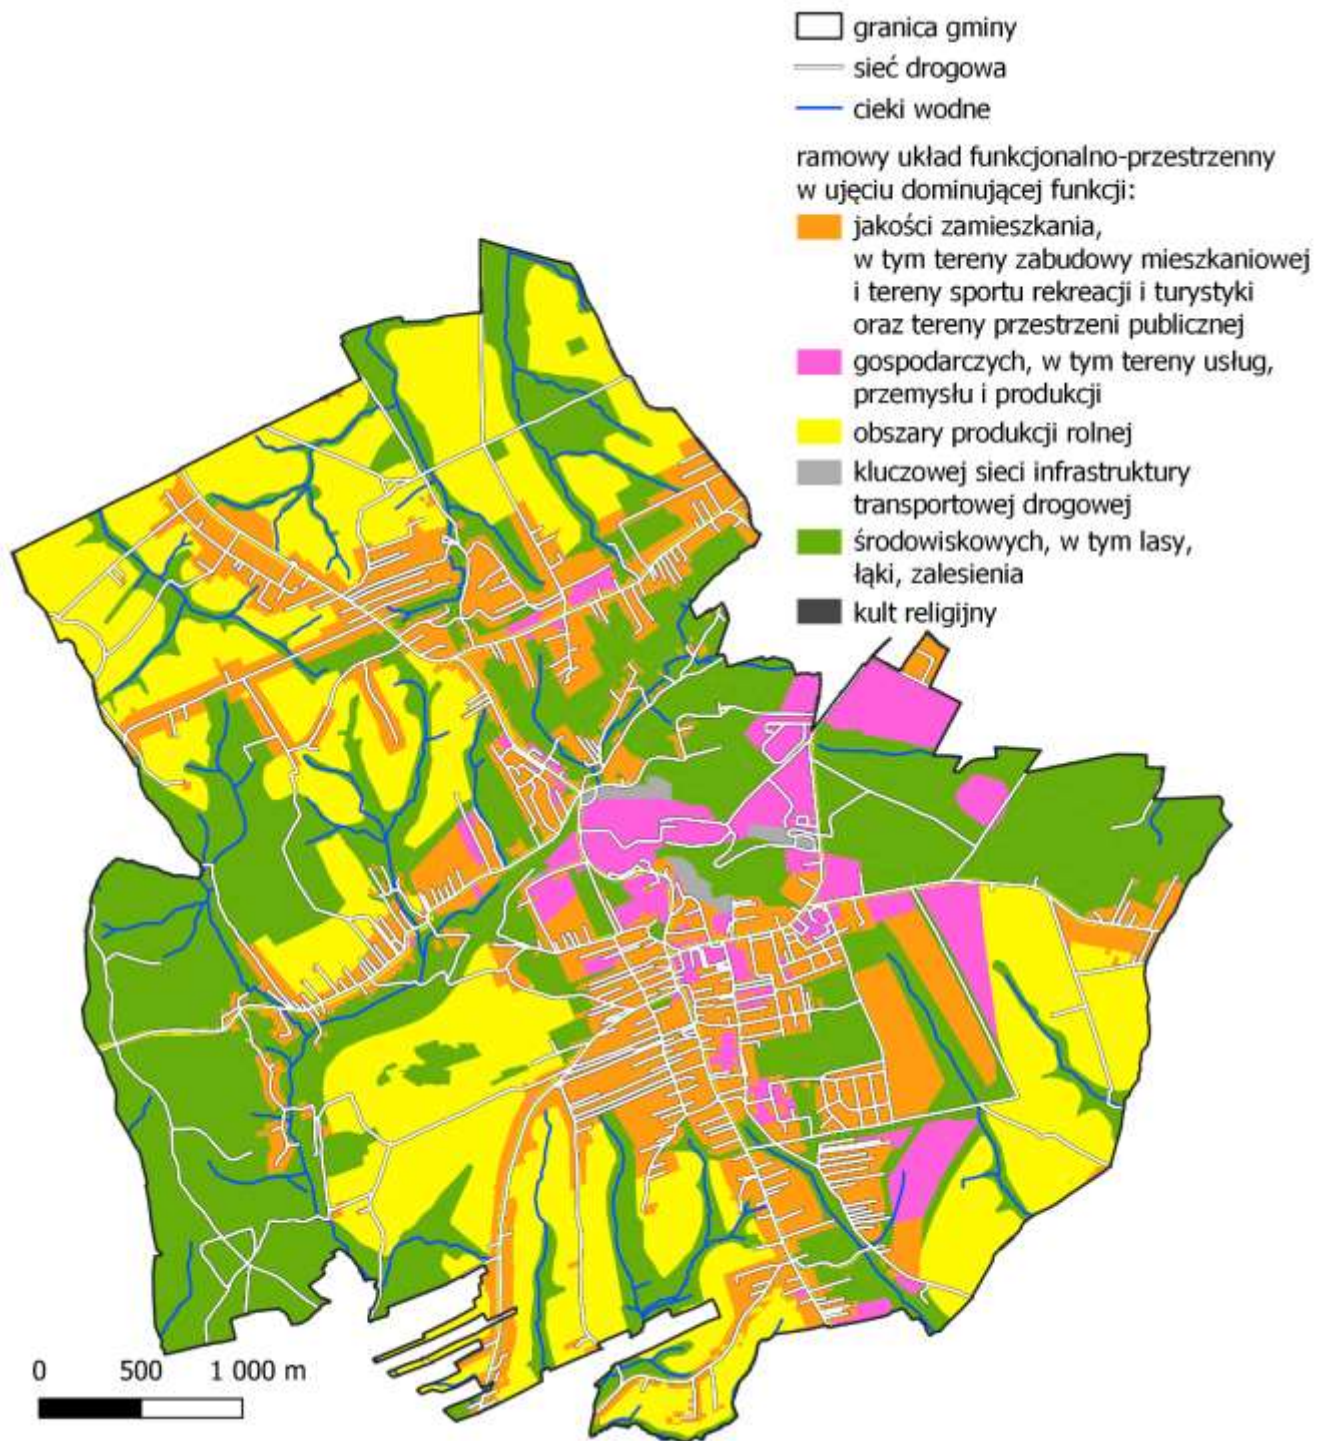 granica gminy
sieć drogowa
cieki wodne
ramowy układ funkcjonalno-przestrzenny
w ujęciu dominującej funkcji:
jakości zamieszkania,
w tym tereny zabudowy mieszkaniowej
i tereny sportu rekreacji i turystyki
oraz tereny przestrzeni publicznej
gospodarczych, w tym tereny usług,
przemysłu i produkcji
obszary produkcji rolnej
kluczowej sieci infrastruktury
transportowej drogowej
środowiskowych, w tym lasy,
łąki, zalesienia
kult religijny
0 500 1 000 m